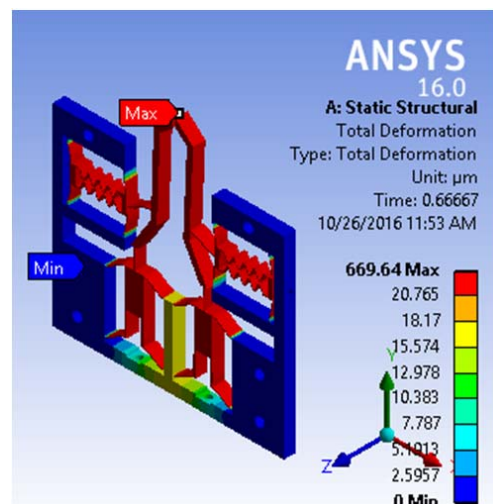 ANSYS
16.0
A: Static Structural
Total Deformation
Type: Total Deformation
Unit: µm
Time: 0.66667
10/26/2016 11:53 AM
Max
Min
669.64 Max
20.765
18.17
15.574
12.978
10.383
7.787
5.1913
2.5957
0 Min
Y
Z
X